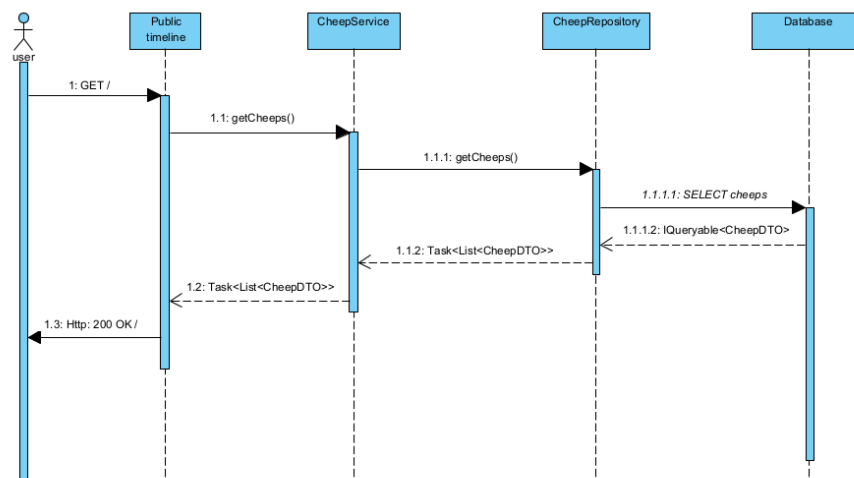 Public
timeline
CheepService
CheepRepository
Database
user
1: GET /
1.1: getCheeps()
1.1.1: getCheeps()
1.1.1.1: SELECT cheeps
1.1.1.2: IQueryable<CheepDTO>
1.1.2: Task<List<CheepDTO>>
1.2: Task<List<CheepDTO>>
1.3: Http: 200 OK /